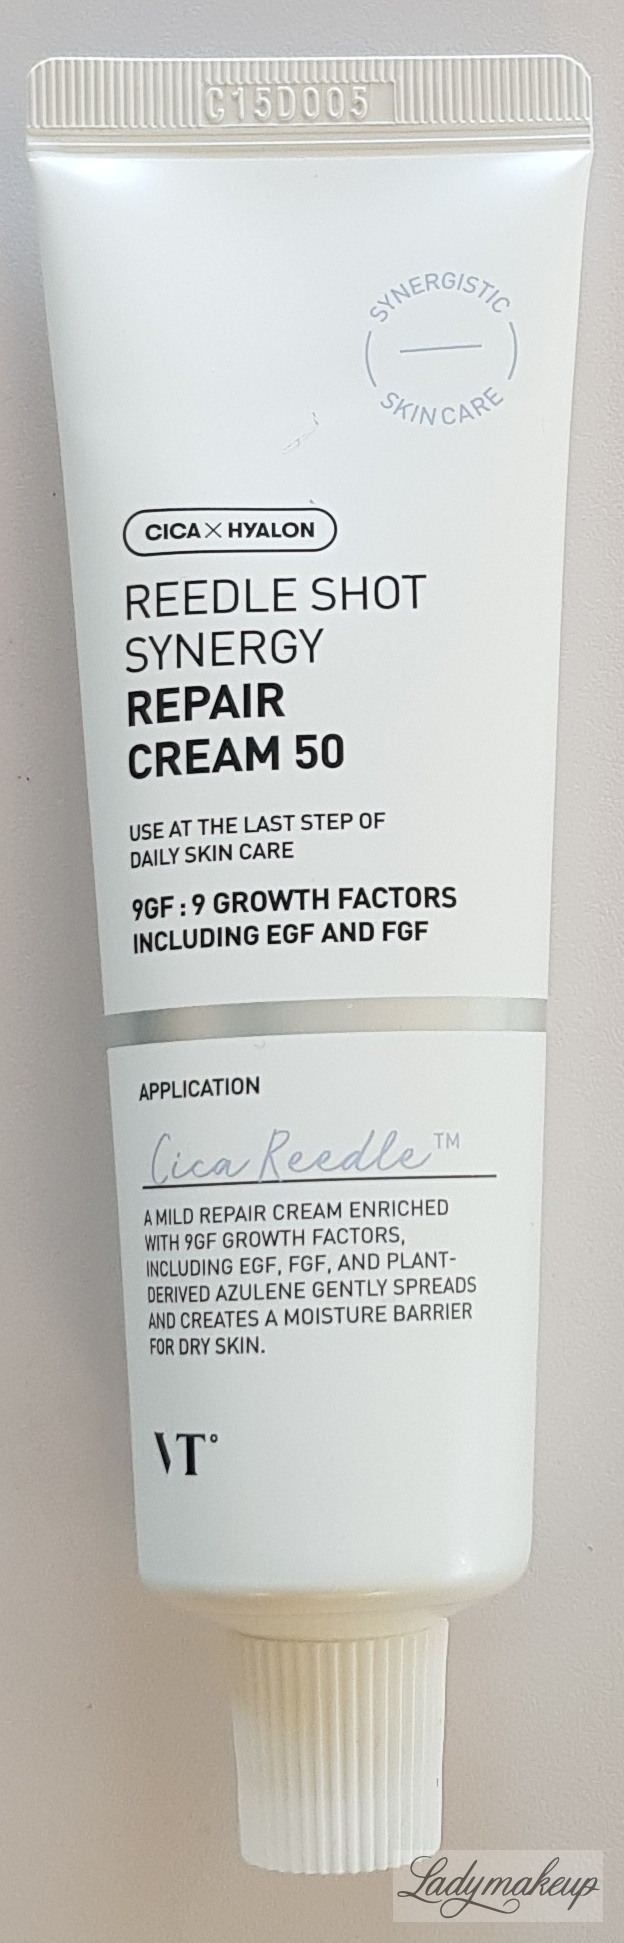 C15D005
SYNERGISTIC
SKIN CARE
CICA X HYALON
REEDLE SHOT
SYNERGY
REPAIR
CREAM 50
USE AT THE LAST STEP OF
DAILY SKIN CARE
9GF : 9 GROWTH FACTORS
INCLUDING EGF AND FGF
APPLICATION
Cica Reedle™
A MILD REPAIR CREAM ENRICHED
WITH 9GF GROWTH FACTORS,
INCLUDING EGF, FGF, AND PLANT-
DERIVED AZULENE GENTLY SPREADS
AND CREATES A MOISTURE BARRIER
FOR DRY SKIN.
VT°
Ladymakeup